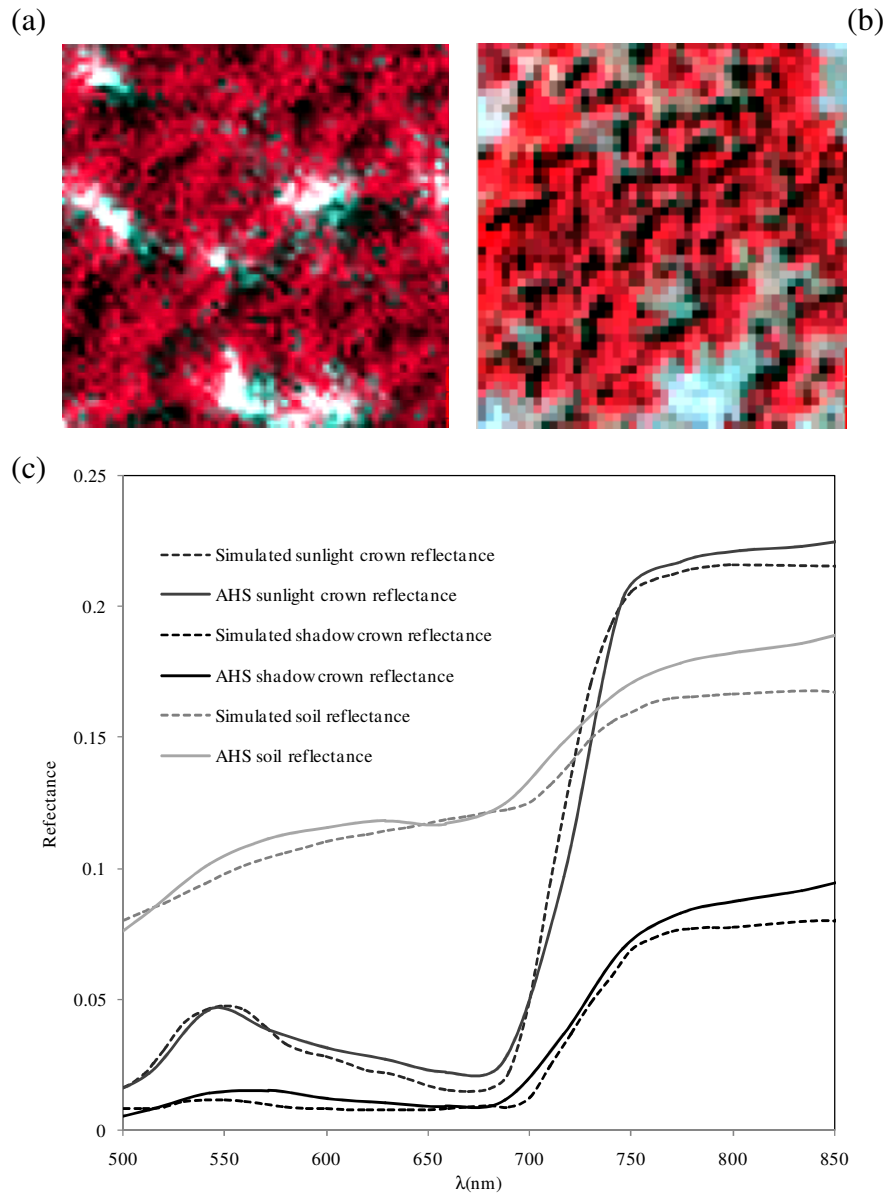 (a)
(b)
(c)
0.25
0.2
0.15
0.1
0.05
0
Refectance
Simulated sunlight crown reflectance
AHS sunlight crown reflectance
Simulated shadow crown reflectance
AHS shadow crown reflectance
Simulated soil reflectance
AHS soil reflectance
500 550 600 650 700 750 800 850
λ(nm)